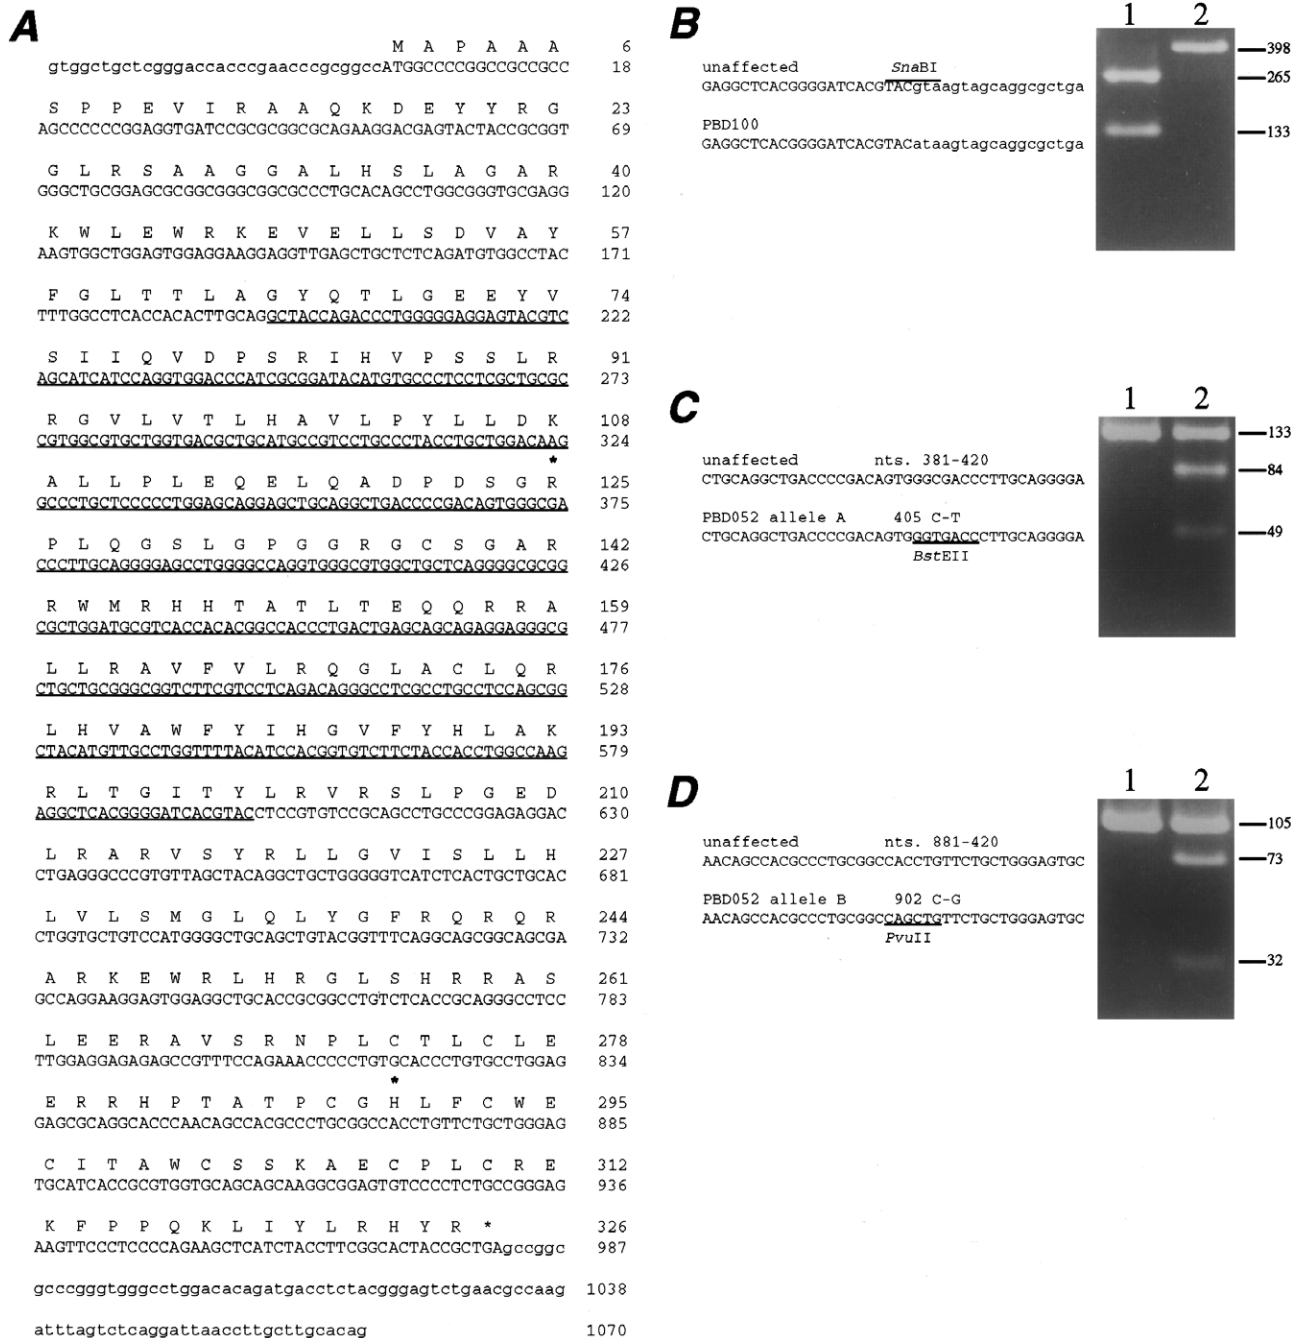 A
M A P A A A 6
gtggctgctcgggaccacccgaacccgcggccATGGCCCCGGCCGCCGCC 18
S P P E V I R A A Q K D E Y Y R G 23
AGCCCCCCGGAGGTGATCCGCGCGGCGCAGAAGGACGAGTACTACCGCGGT 69
G L R S A A G G A L H S L A G A R 40
GGGCTGCGGAGCGCGGCGGGCGGCGCCCTGCACAGCCTGGCGGGTGCGAGG 120
K W L E W R K E V E L L S D V A Y 57
AAGTGGCTGGAGTGGAGGAAGGAGGTTGAGCTGCTCTCAGATGTGGCCTAC 171
F G L T T L A G Y Q T L G E E Y V 74
TTTGGCCTCACCACACTTGCAGGCTACCAGACCCTGGGGGAGGAGTACGTC 222
S I I Q V D P S R I H V P S S L R 91
AGCATCATCCAGGTGGACCCATCGCGGATACATGTGCCCTCCTCGCTGCGC 273
R G V L V T L H A V L P Y L L D K 108
CGTGGCGTGCTGGTGACGCTGCATGCCGTCCTGCCCTACCTGCTGGACAAG 324
*
A L L P L E Q E L Q A D P D S G R 125
GCCCTGCTCCCCCTGGAGCAGGAGCTGCAGGCTGACCCCGACAGTGGGCGA 375
P L Q G S L G P G G R G C S G A R 142
CCCTTGCAGGGGAGCCTGGGGCCAGGTGGGCGTGGCTGCTCAGGGGCGCGG 426
R W M R H H T A T L T E Q Q R R A 159
CGCTGGATGCGTCACCACACGGCCACCCTGACTGAGCAGCAGAGGAGGGCG 477
L L R A V F V L R Q G L A C L Q R 176
CTGCTGCGGGCGGTCTTCGTCCTCAGACAGGGCCTCGCCTGCCTCCAGCGG 528
L H V A W F Y I H G V F Y H L A K 193
CTACATGTTGCCTGGTTTTACATCCACGGTGTCTTCTACCACCTGGCCAAG 579
R L T G I T Y L R V R S L P G E D 210
AGGCTCACGGGGATCACGTACCTCCGTGTCCGCAGCCTGCCCGGAGAGGAC 630
L R A R V S Y R L L G V I S L L H 227
CTGAGGGCCCGTGTTAGCTACAGGCTGCTGGGGGTCATCTCACTGCTGCAC 681
L V L S M G L Q L Y G F R Q R Q R 244
CTGGTGCTGTCCATGGGGCTGCAGCTGTACGGTTTCAGGCAGCGGCAGCGA 732
A R K E W R L H R G L S H R R A S 261
GCCAGGAAGGAGTGGAGGCTGCACCGCGGCCTGTCTCACCGCAGGGCCTCC 783
L E E R A V S R N P L C T L C L E 278
TTGGAGGAGAGAGCCGTTTCCAGAAACCCCCTGTGCACCCTGTGCCTGGAG 834
*
E R R H P T A T P C G H L F C W E 295
GAGCGCAGGCACCCAACAGCCACGCCCTGCGGCCACCTGTTCTGCTGGGAG 885
C I T A W C S S K A E C P L C R E 312
TGCATCACCGCGTGGTGCAGCAGCAAGGCGGAGTGTCCCCTCTGCCGGGAG 936
K F P P Q K L I Y L R H Y R * 326
AAGTTCCCTCCCCAGAAGCTCATCTACCTTCGGCACTACCGCTGAgccggc 987
gcccgggtgggcctggacacagatgacctctacgggagtctgaacgccaag 1038
atttagtctcaggattaaccttgcttgcacag 1070
B
unaffected SnaBI
GAGGCTCACGGGGATCACGTACgtaagtagcaggcgctga
PBD100
GAGGCTCACGGGGATCACGTACataagtagcaggcgctga
1 2
398
265
133
C
unaffected nts. 381-420
CTGCAGGCTGACCCCGACAGTGGGCGACCCTTGCAGGGGA
PBD052 allele A 405 C-T
CTGCAGGCTGACCCCGACAGTGGGTGACCCTTGCAGGGGA
BstEII
1 2
133
84
49
D
unaffected nts. 881-420
AACAGCCACGCCCTGCGGCCACCTGTTCTGCTGGGAGTGC
PBD052 allele B 902 C-G
AACAGCCACGCCCTGCGGCCAGCTGTTCTGCTGGGAGTGC
PvuII
1 2
105
73
32